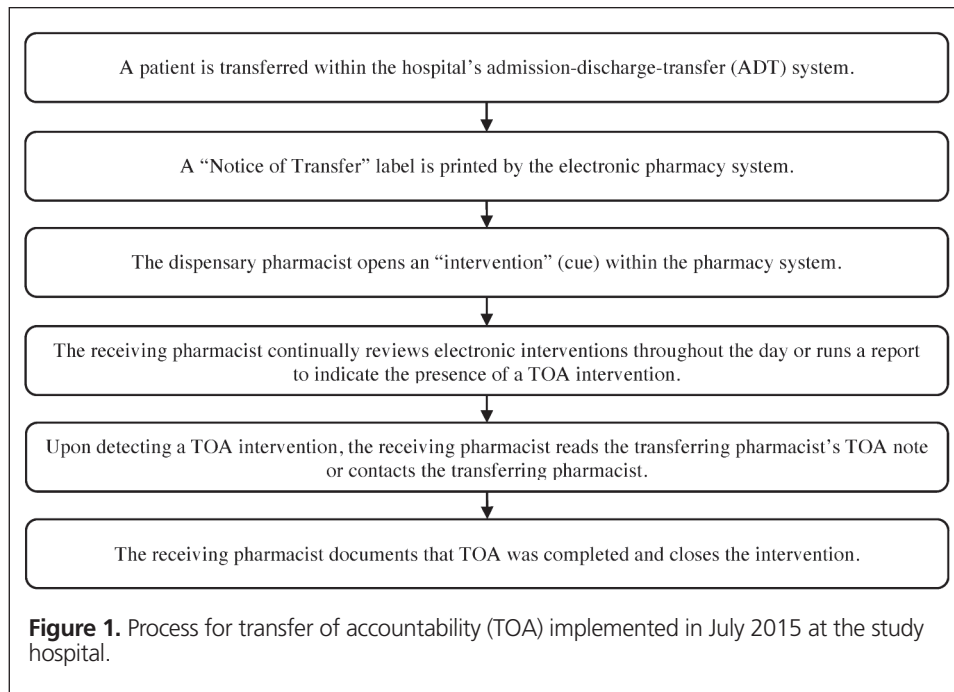 A patient is transferred within the hospital’s admission-discharge-transfer (ADT) system.
A “Notice of Transfer” label is printed by the electronic pharmacy system.
The dispensary pharmacist opens an “intervention” (cue) within the pharmacy system.
The receiving pharmacist continually reviews electronic interventions throughout the day or runs a report
to indicate the presence of a TOA intervention.
Upon detecting a TOA intervention, the receiving pharmacist reads the transferring pharmacist’s TOA note
or contacts the transferring pharmacist.
The receiving pharmacist documents that TOA was completed and closes the intervention.
Figure 1. Process for transfer of accountability (TOA) implemented in July 2015 at the study
hospital.